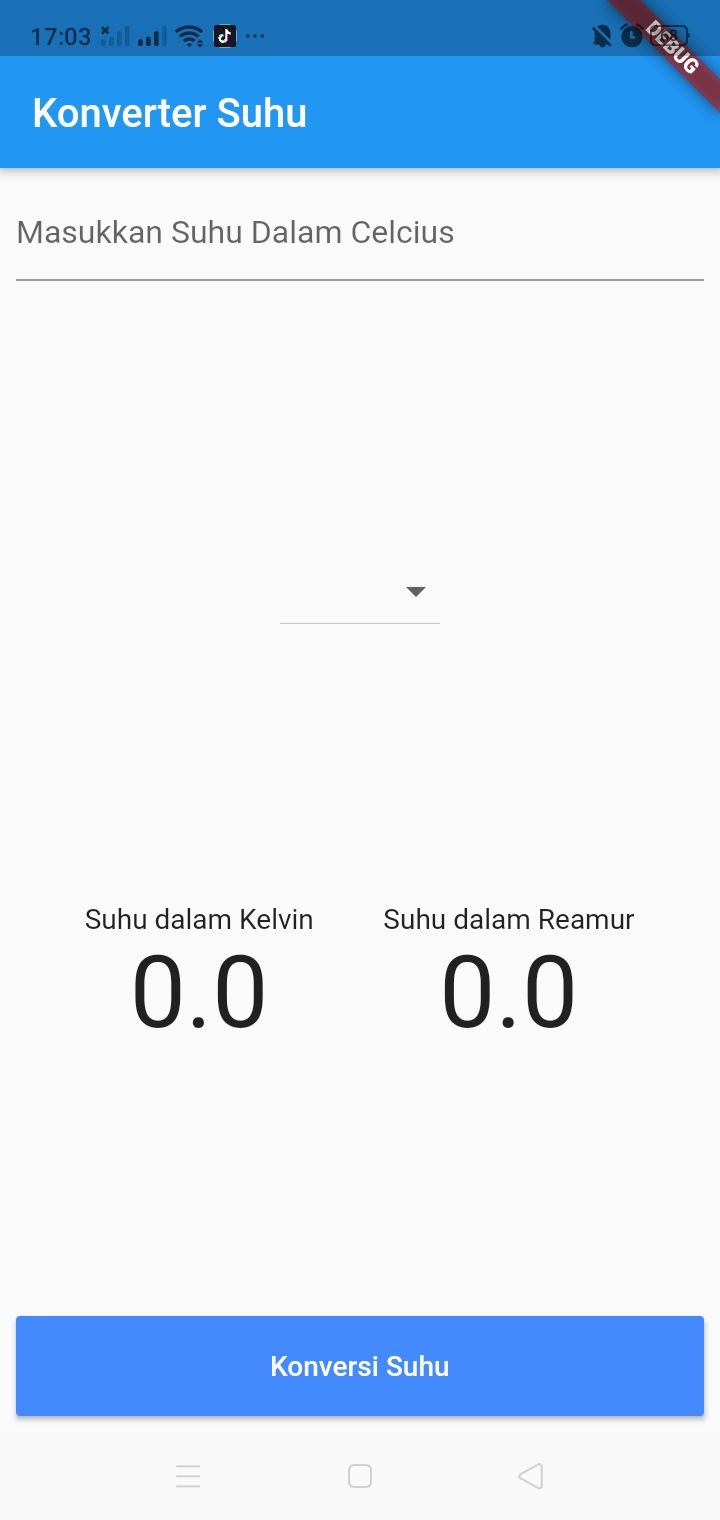 17:03
DEBUG
Konverter Suhu
Masukkan Suhu Dalam Celcius
Suhu dalam Kelvin Suhu dalam Reamur
0.0 0.0
Konversi Suhu